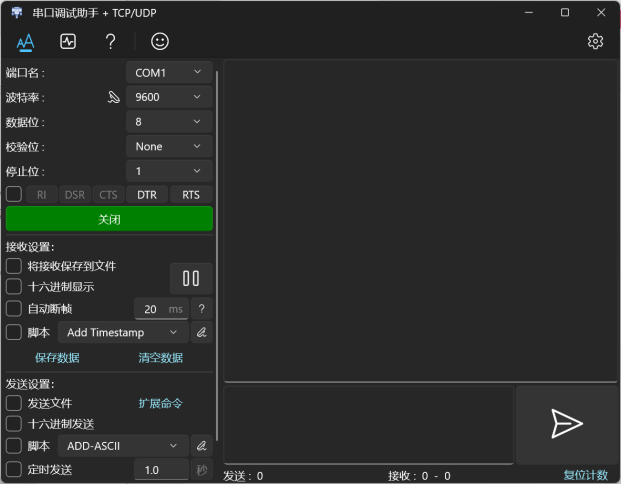 串口调试助手 + TCP/UDP
AA
?
端口名 : COM1
波特率 : 9600
数据位 : 8
校验位 : None
停止位 : 1
RI DSR CTS DTR RTS
关闭
接收设置:
将接收保存到文件
十六进制显示
自动断帧 20 ms ?
脚本 Add Timestamp
保存数据 清空数据
发送设置:
发送文件 扩展命令
十六进制发送
脚本 ADD-ASCII
定时发送 1.0 秒
发送 : 0 接收 : 0 - 0 复位计数